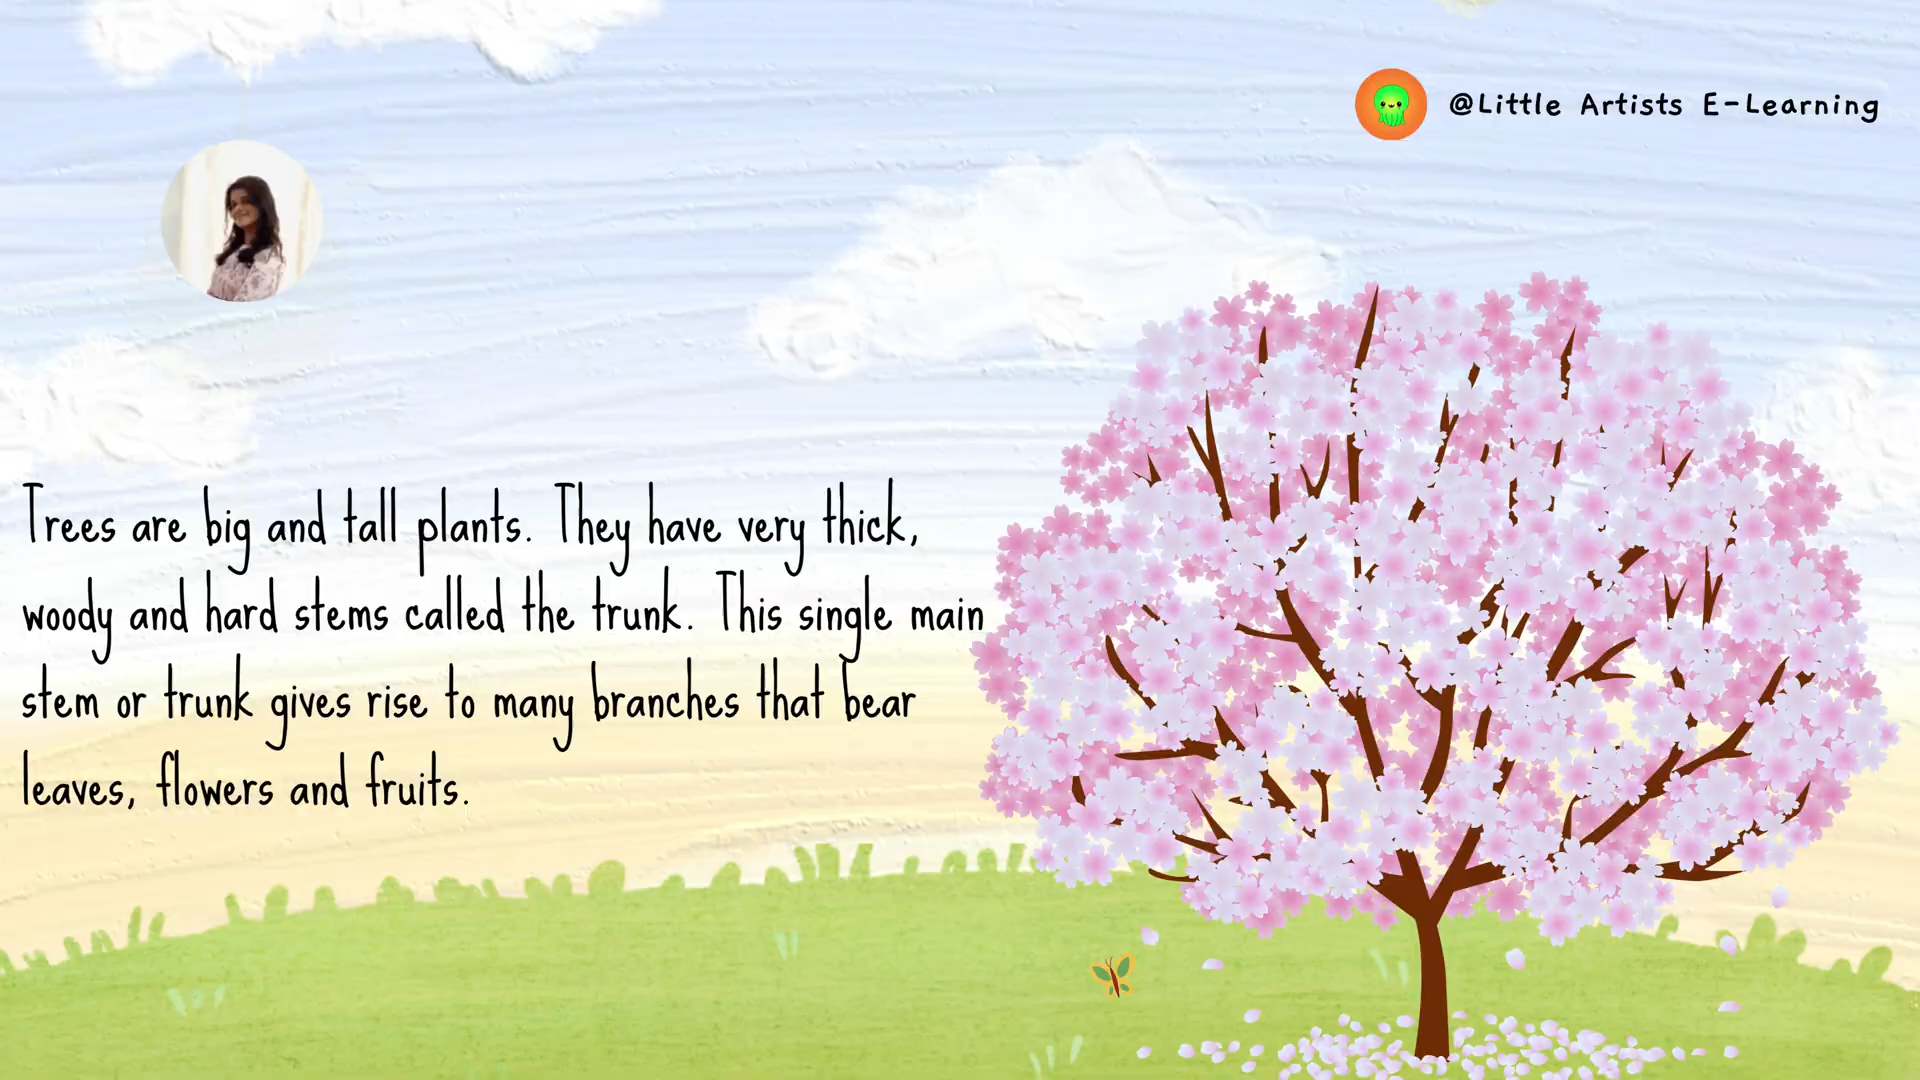 @Little Artists E-Learning
Trees are big and tall plants. They have very thick,
woody and hard stems called the trunk. This single main
stem or trunk gives rise to many branches that bear
leaves, flowers and fruits.